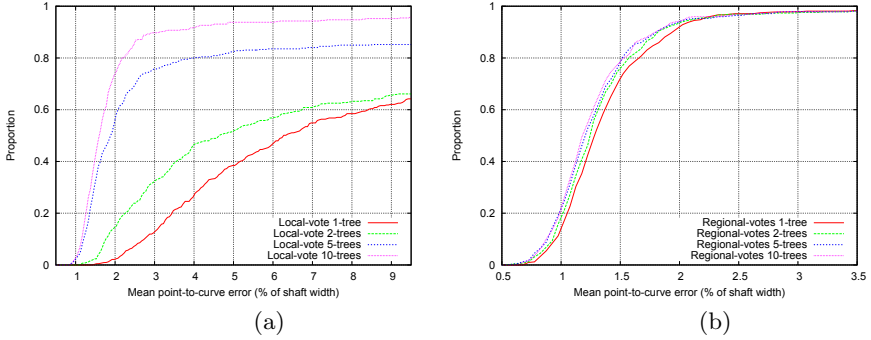 1
0.8
0.6
0.4
0.2
0
Proportion
1 2 3 4 5 6 7 8 9
Mean point-to-curve error (% of shaft width)
Local-vote 1-tree
Local-vote 2-trees
Local-vote 5-trees
Local-vote 10-trees
(a)
1
0.8
0.6
0.4
0.2
0
Proportion
0.5 1 1.5 2 2.5 3 3.5
Mean point-to-curve error (% of shaft width)
Regional-votes 1-tree
Regional-votes 2-trees
Regional-votes 5-trees
Regional-votes 10-trees
(b)